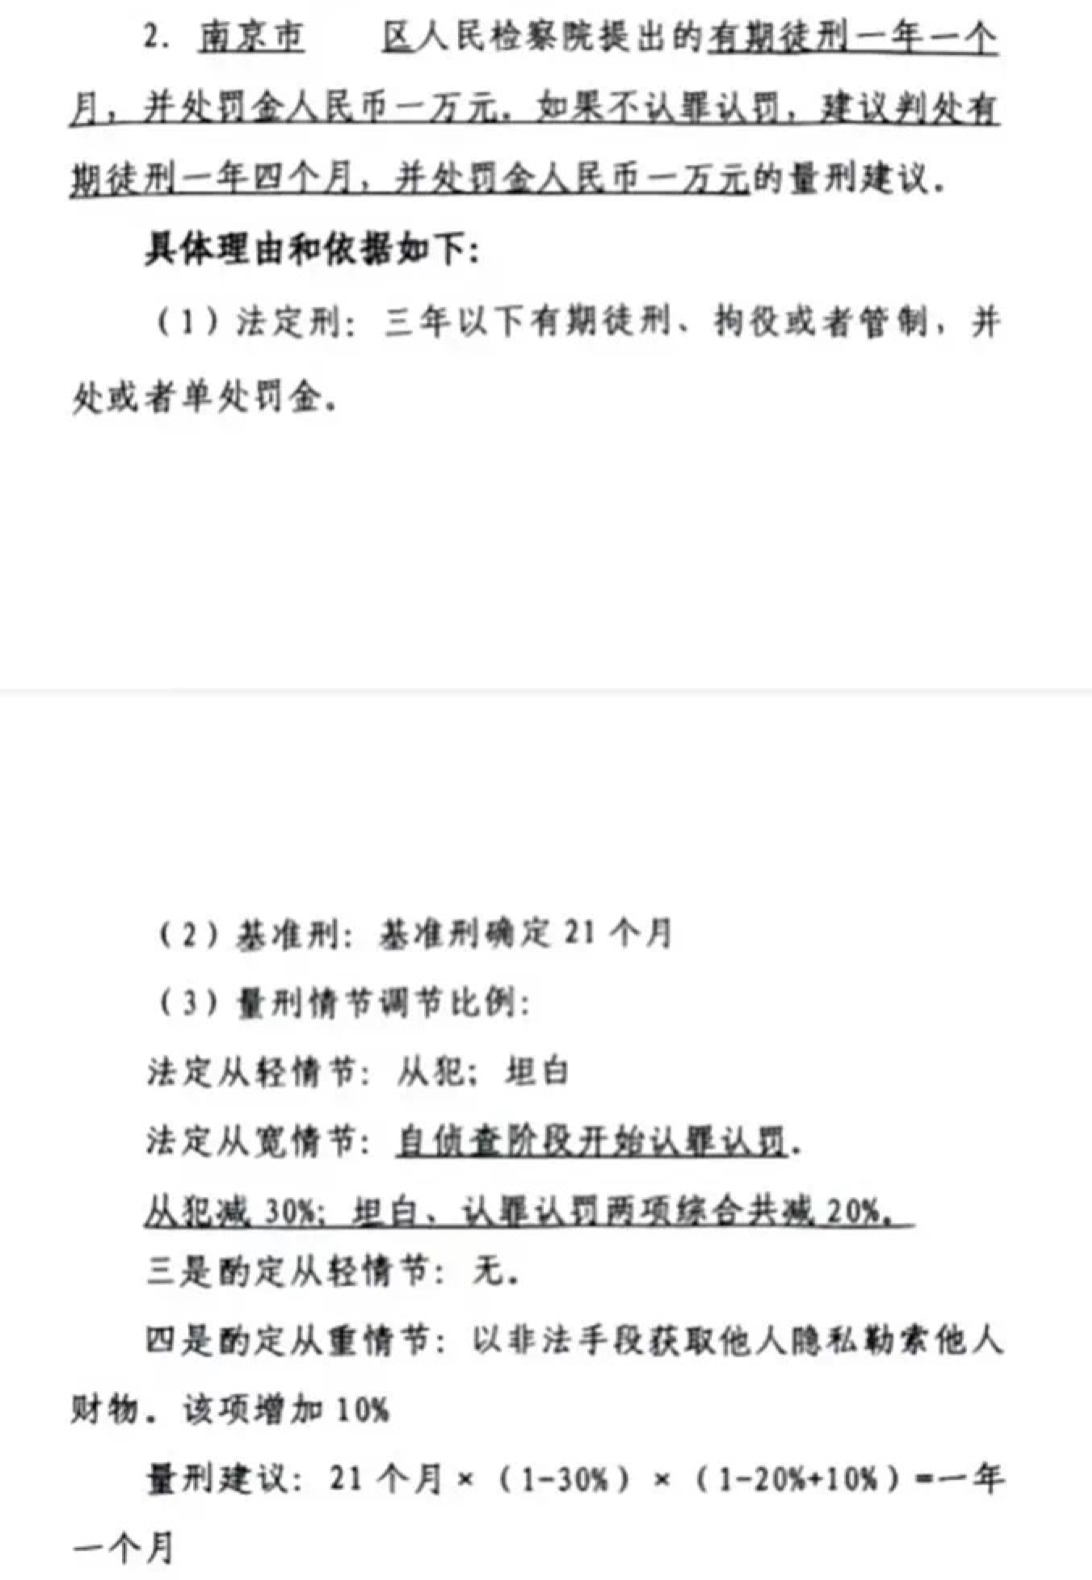 2. 南京市 区人民检察院提出的有期徒刑一年一个
月，并处罚金人民币一万元。如果不认罪认罚，建议判处有
期徒刑一年四个月，并处罚金人民币一万元的量刑建议。
具体理由和依据如下：
（1）法定刑：三年以下有期徒刑、拘役或者管制，并
处或者单处罚金。
（2）基准刑：基准刑确定 21 个月
（3）量刑情节调节比例：
法定从轻情节：从犯；坦白
法定从宽情节：自侦查阶段开始认罪认罚.
从犯减 30%；坦白、认罪认罚两项综合共减 20%。
三是酌定从轻情节：无。
四是酌定从重情节：以非法手段获取他人隐私勒索他人
财物。该项增加 10%
量刑建议：21 个月×（1-30%）×（1-20%+10%）=一年
一个月